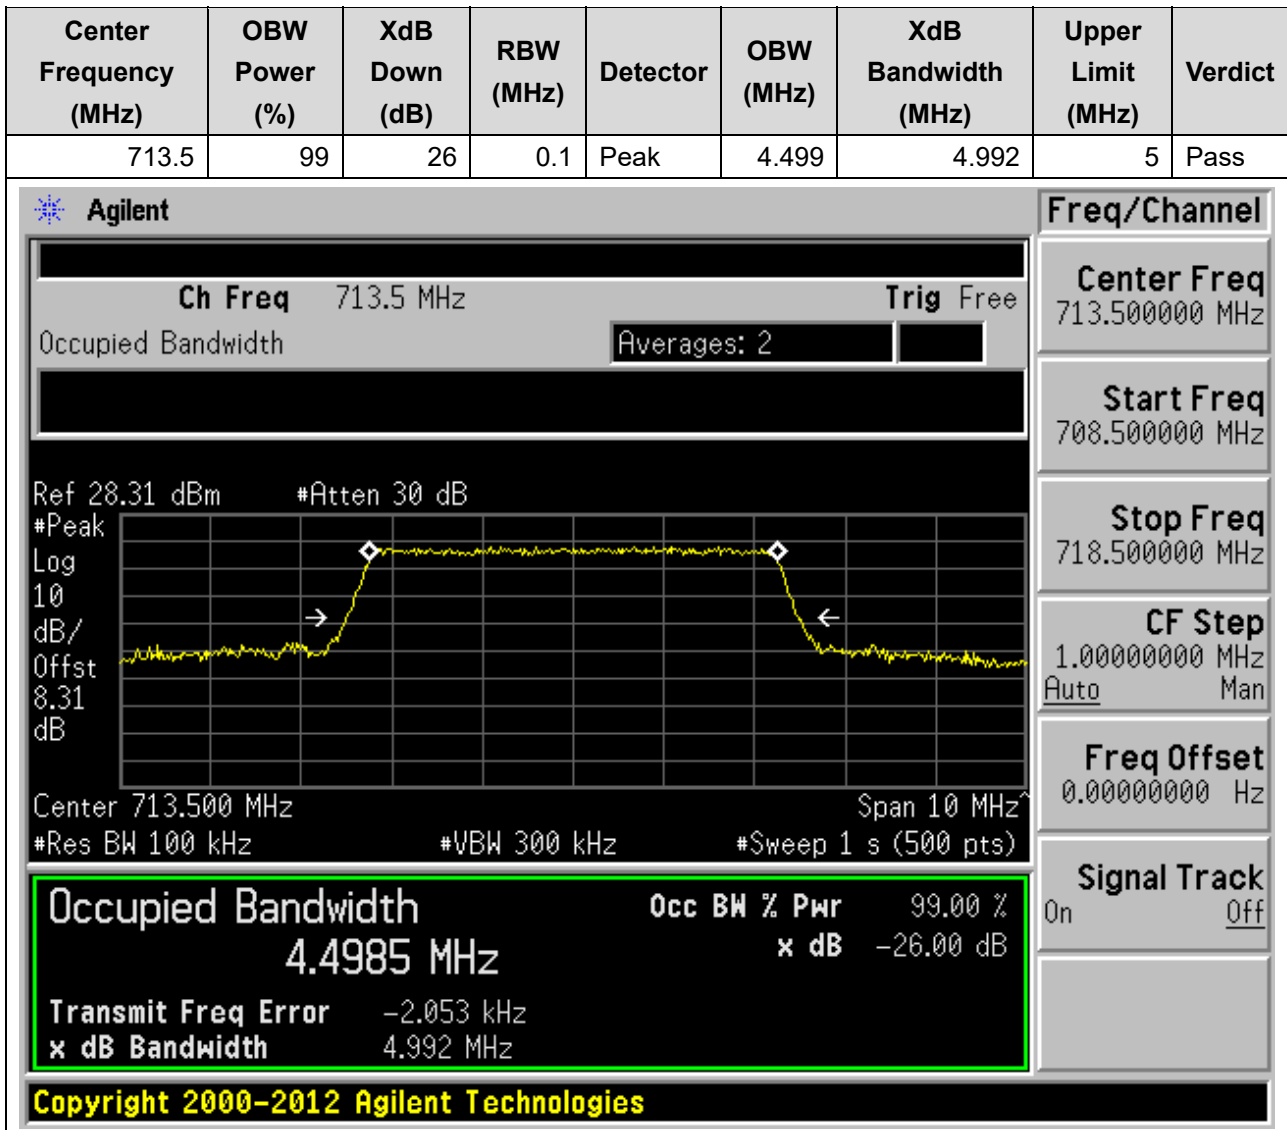 Center Frequency (MHz) OBW Power (%) XdB Down (dB) RBW (MHz) Detector OBW (MHz) XdB Bandwidth (MHz) Upper Limit (MHz) Verdict
713.5 99 26 0.1 Peak 4.499 4.992 5 Pass
Agilent
Freq/Channel
Ch Freq 713.5 MHz Trig Free
Occupied Bandwidth Averages: 2
Ref 28.31 dBm #Atten 30 dB
#Peak
Log
10
dB/
Offst
8.31
dB
Center 713.500 MHz Span 10 MHz^
#Res BW 100 kHz #VBW 300 kHz #Sweep 1 s (500 pts)
Occupied Bandwidth Occ BW % Pwr 99.00 %
4.4985 MHz x dB -26.00 dB
Transmit Freq Error -2.053 kHz
x dB Bandwidth 4.992 MHz
Center Freq
713.500000 MHz
Start Freq
708.500000 MHz
Stop Freq
718.500000 MHz
CF Step
1.00000000 MHz
Auto Man
Freq Offset
0.00000000 Hz
Signal Track
On Off
Copyright 2000-2012 Agilent Technologies